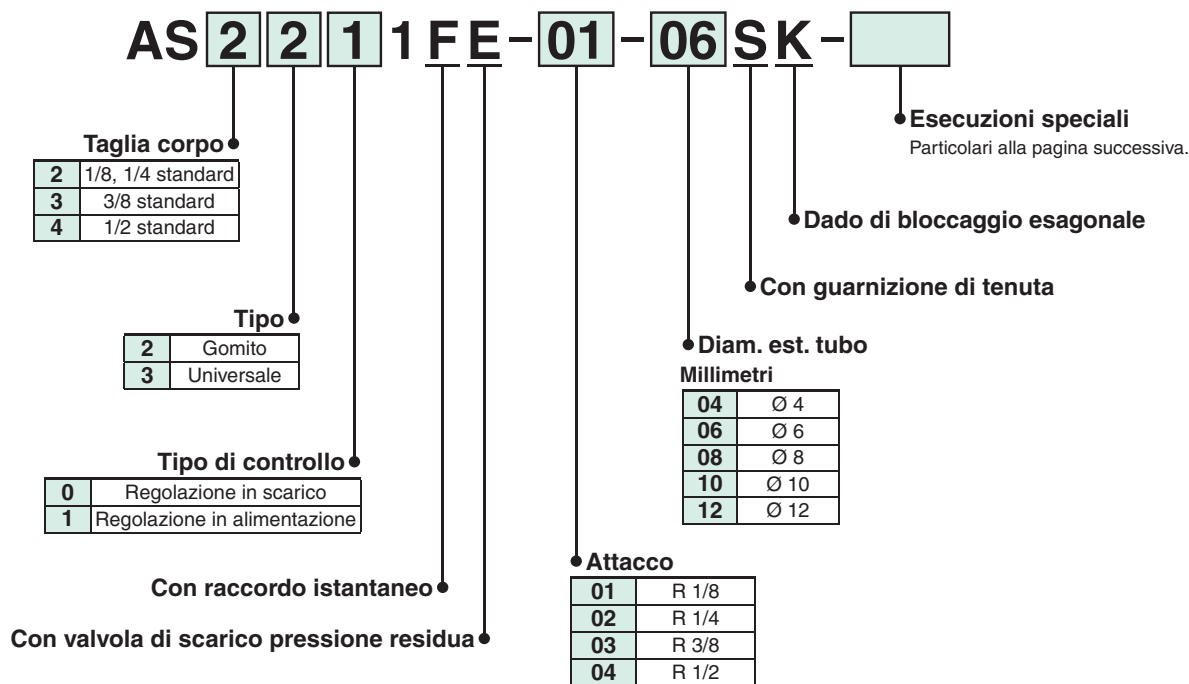 AS 2 2 1 1 F E - 01 - 06 S K -
Esecuzioni speciali
Particolari alla pagina successiva.
Taglia corpo
2 1/8, 1/4 standard
3 3/8 standard
4 1/2 standard
Dado di bloccaggio esagonale
Con guarnizione di tenuta
Tipo
2 Gomito
3 Universale
Diam. est. tubo
Millimetri
04 Ø 4
06 Ø 6
08 Ø 8
10 Ø 10
12 Ø 12
Tipo di controllo
0 Regolazione in scarico
1 Regolazione in alimentazione
Attacco
01 R 1/8
02 R 1/4
03 R 3/8
04 R 1/2
Con raccordo istantaneo
Con valvola di scarico pressione residua